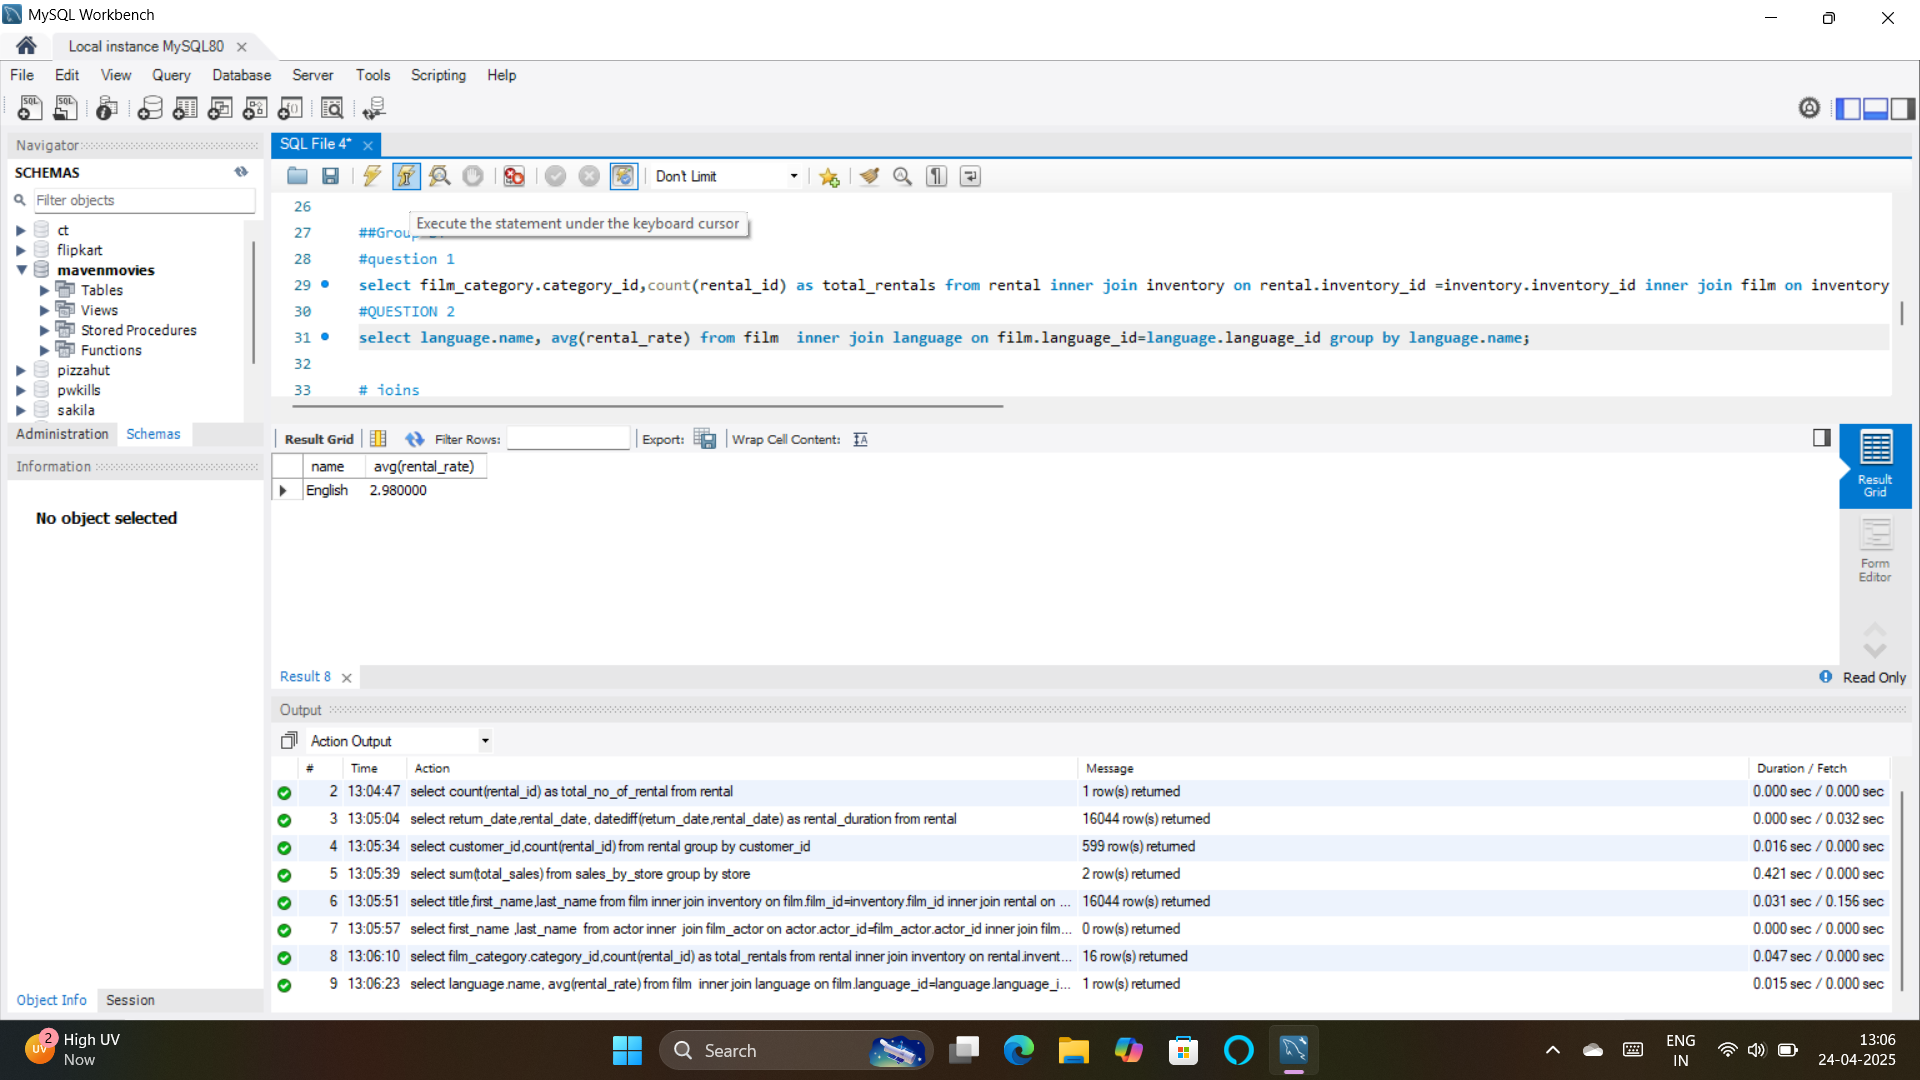 MySQL Workbench
Local instance MySQL80
File Edit View Query Database Server Tools Scripting Help
Navigator
SCHEMAS
Filter objects
ct
flipkart
mavenmovies
Tables
Views
Stored Procedures
Functions
pizzahut
pwkills
sakila
Administration Schemas
Information
No object selected
Object Info Session
SQL File 4*
Don't Limit
Execute the statement under the keyboard cursor
26
27 ##Grou
28 #question 1
29 select film_category.category_id,count(rental_id) as total_rentals from rental inner join inventory on rental.inventory_id =inventory.inventory_id inner join film on inventory
30 #QUESTION 2
31 select language.name, avg(rental_rate) from film  inner join language on film.language_id=language.language_id group by language.name;
32
33 # joins
Result Grid Filter Rows: Export: Wrap Cell Content:
name avg(rental_rate)
English 2.980000
Result Grid
Form Editor
Result 8
Read Only
Output
Action Output
# Time Action Message Duration / Fetch
2 13:04:47 select count(rental_id) as total_no_of_rental from rental 1 row(s) returned 0.000 sec / 0.000 sec
3 13:05:04 select return_date,rental_date, datediff(return_date,rental_date) as rental_duration from rental 16044 row(s) returned 0.000 sec / 0.032 sec
4 13:05:34 select customer_id,count(rental_id) from rental group by customer_id 599 row(s) returned 0.016 sec / 0.000 sec
5 13:05:39 select sum(total_sales) from sales_by_store group by store 2 row(s) returned 0.421 sec / 0.000 sec
6 13:05:51 select title,first_name,last_name from film inner join inventory on film.film_id=inventory.film_id inner join rental on ... 16044 row(s) returned 0.031 sec / 0.156 sec
7 13:05:57 select first_name ,last_name  from actor inner  join film_actor on actor.actor_id=film_actor.actor_id inner join film... 0 row(s) returned 0.000 sec / 0.000 sec
8 13:06:10 select film_category.category_id,count(rental_id) as total_rentals from rental inner join inventory on rental.invent... 16 row(s) returned 0.047 sec / 0.000 sec
9 13:06:23 select language.name, avg(rental_rate) from film  inner join language on film.language_id=language.language_i... 1 row(s) returned 0.015 sec / 0.000 sec
2
UV
High UV
Now
Search
ENG
IN
13:06
24-04-2025